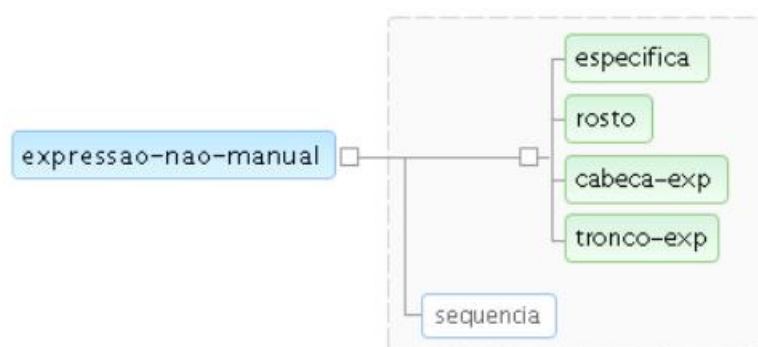 especifica
rosto
expressao-nao-manual
cabeca-exp
tronco-exp
sequencia